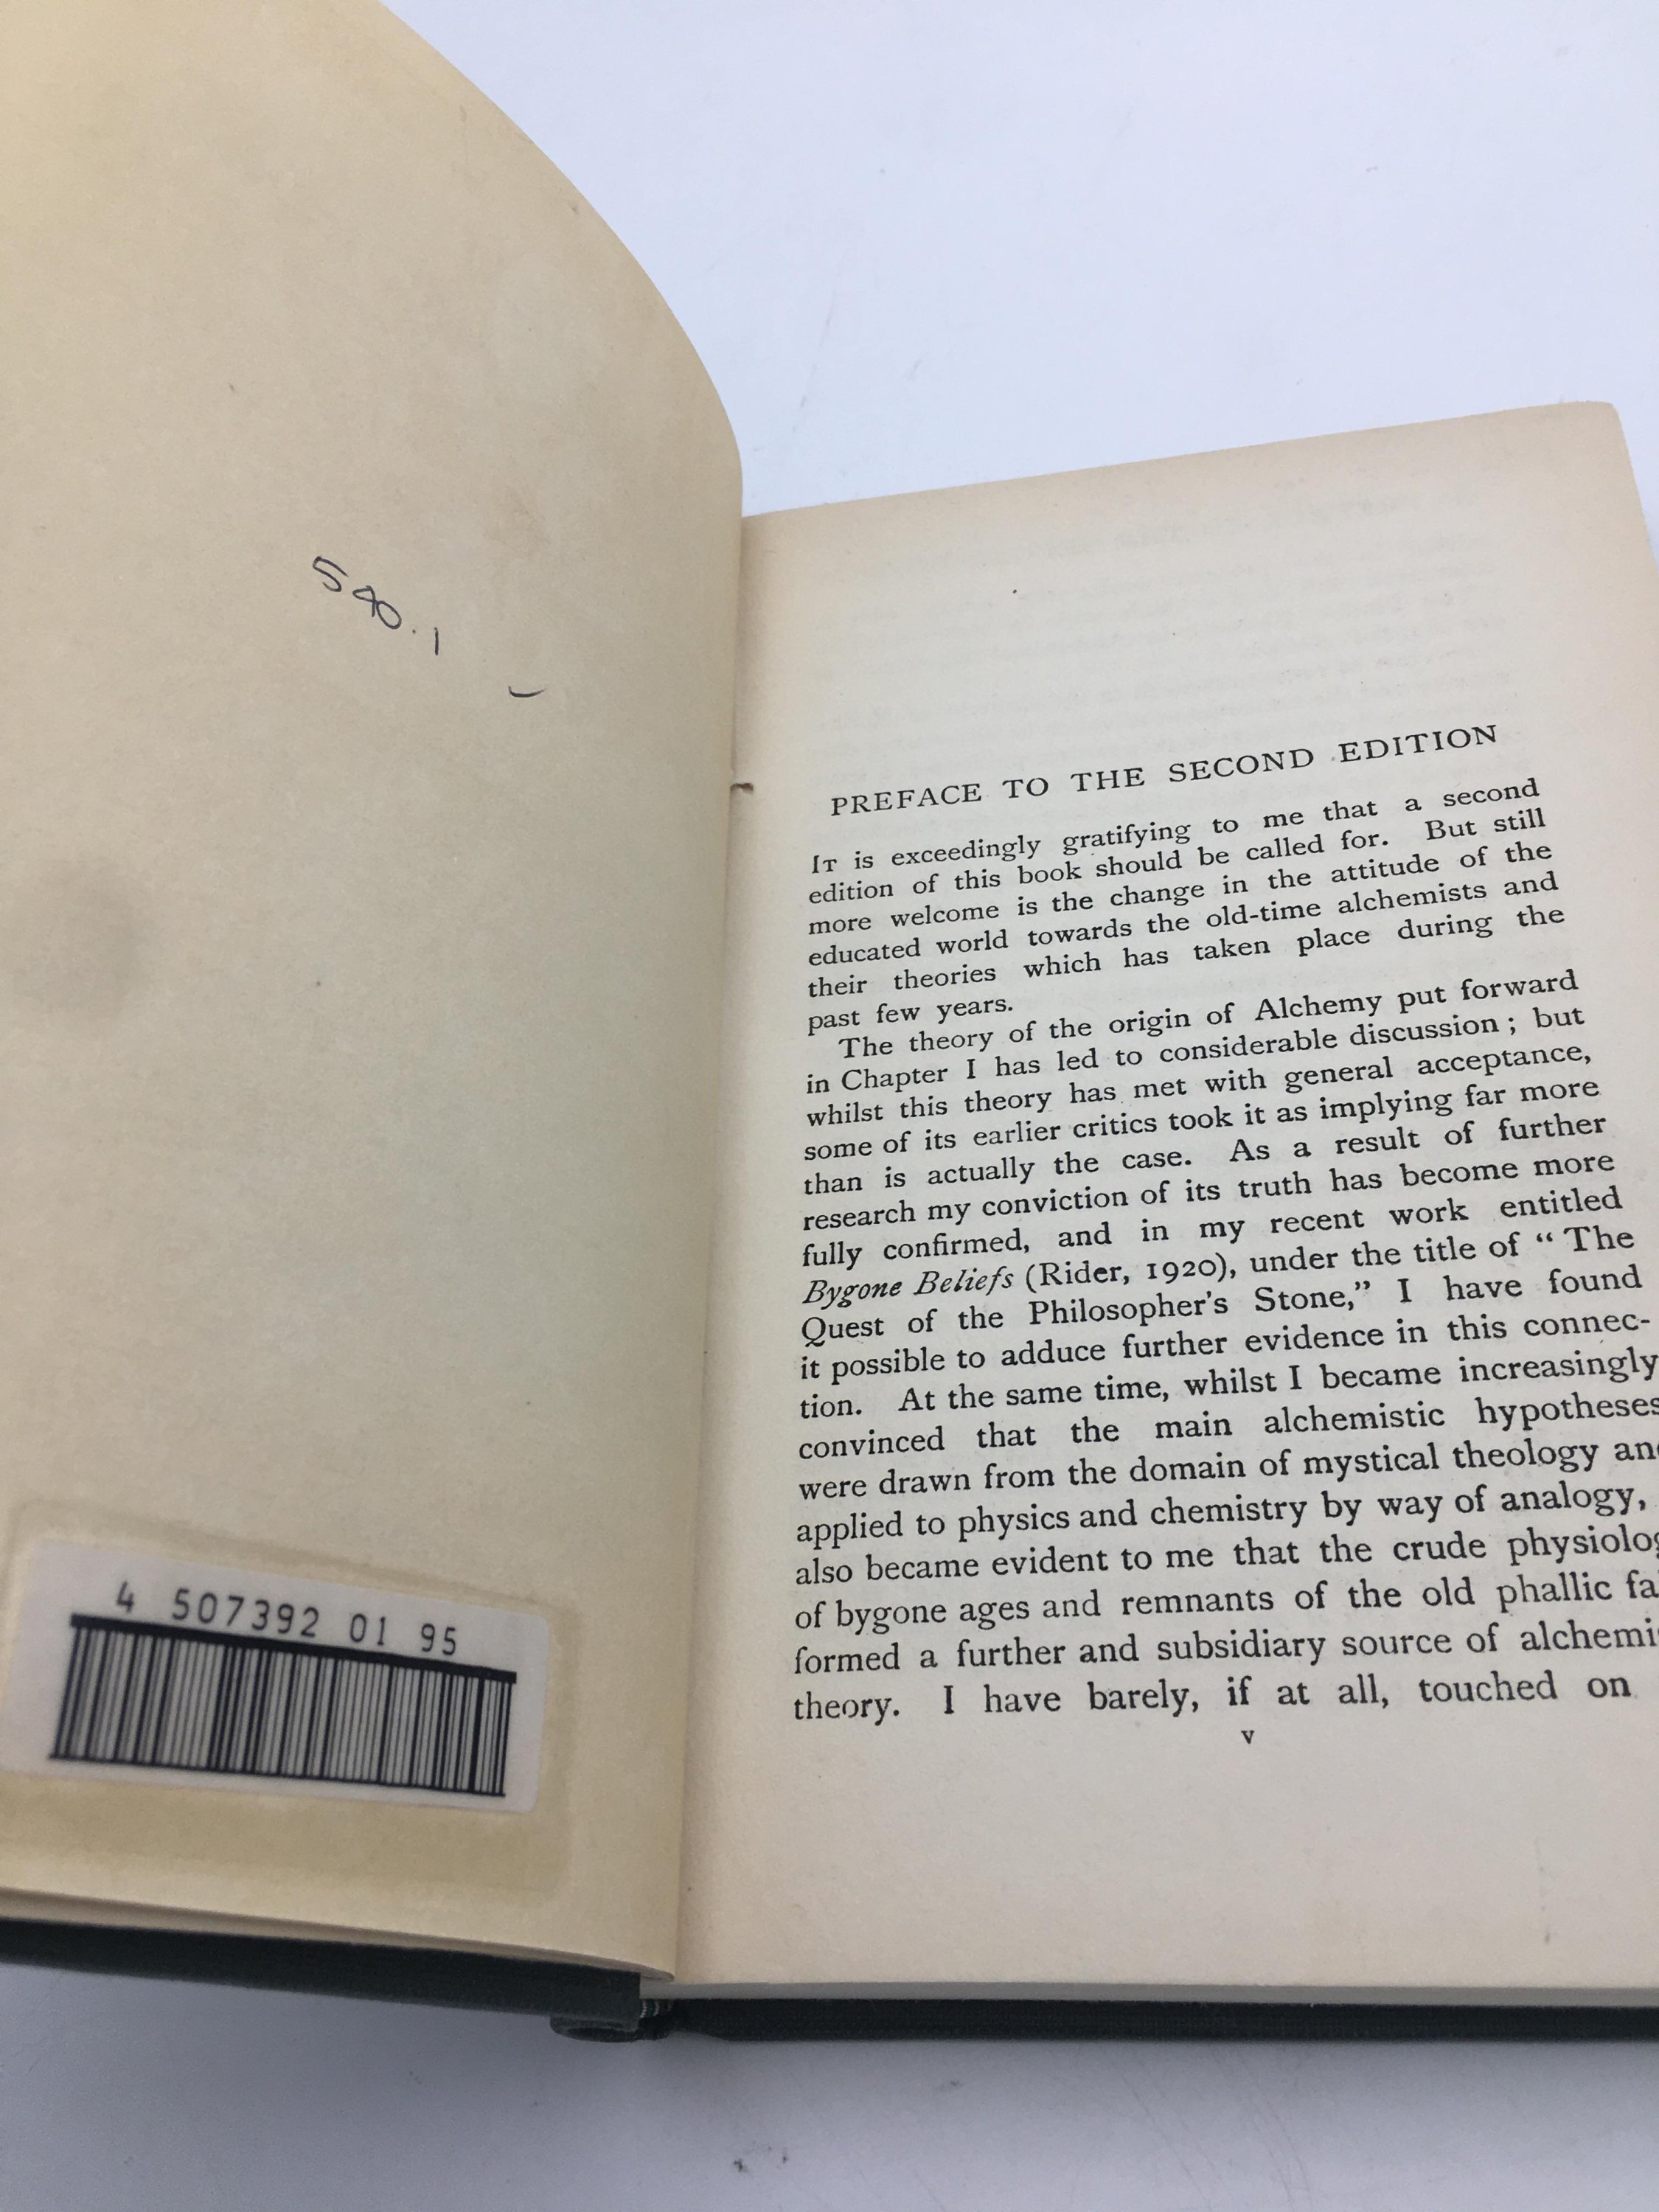 540.1
4 507392 01 95
PREFACE TO THE SECOND EDITION
IT is exceedingly gratifying to me that a second
edition of this book should be called for. But still
more welcome is the change in the attitude of the
educated world towards the old-time alchemists and
their theories which has taken place during the
past few years.
The theory of the origin of Alchemy put forward
in Chapter I has led to considerable discussion; but
whilst this theory has met with general acceptance,
some of its earlier critics took it as implying far more
than is actually the case. As a result of further
research my conviction of its truth has become more
fully confirmed, and in my recent work entitled
Bygone Beliefs (Rider, 1920), under the title of “The
Quest of the Philosopher's Stone,” I have found
it possible to adduce further evidence in this connec-
tion. At the same time, whilst I became increasingly
convinced that the main alchemistic hypotheses
were drawn from the domain of mystical theology and
applied to physics and chemistry by way of analogy,
also became evident to me that the crude
of bygone ages and remnants of the old phallic
formed a further and subsidiary source of
theory. I have barely, if at all, touched on
v